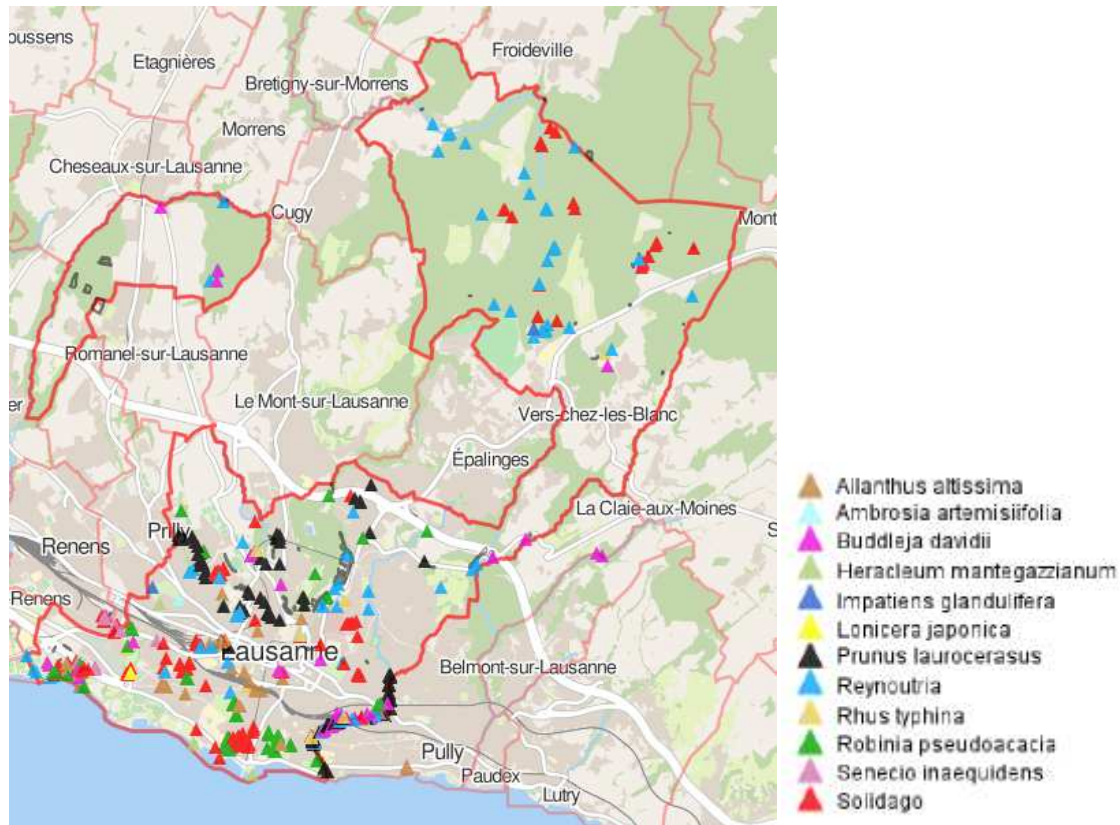 oussens
Froideville
Etagnières
Bretigny-sur-Morrens
Morrens
Cheseaux-sur-Lausanne
Cugy
Mont
Romanel-sur-Lausanne
Le Mont-sur-Lausanne
er
Vers-chez-les-Blanc
Épalinges
La Claie-aux-Moines
Prilly
S
Renens
Renens
Lausanne
Belmont-sur-Lausanne
Pully
Paudex
Lutry
Ailanthus altissima
Ambrosia artemisiifolia
Buddleja davidii
Heracleum mantegazzianum
Impatiens glandulifera
Lonicera japonica
Prunus laurocerasus
Reynoutria
Rhus typhina
Robinia pseudoacacia
Senecio inaequidens
Solidago